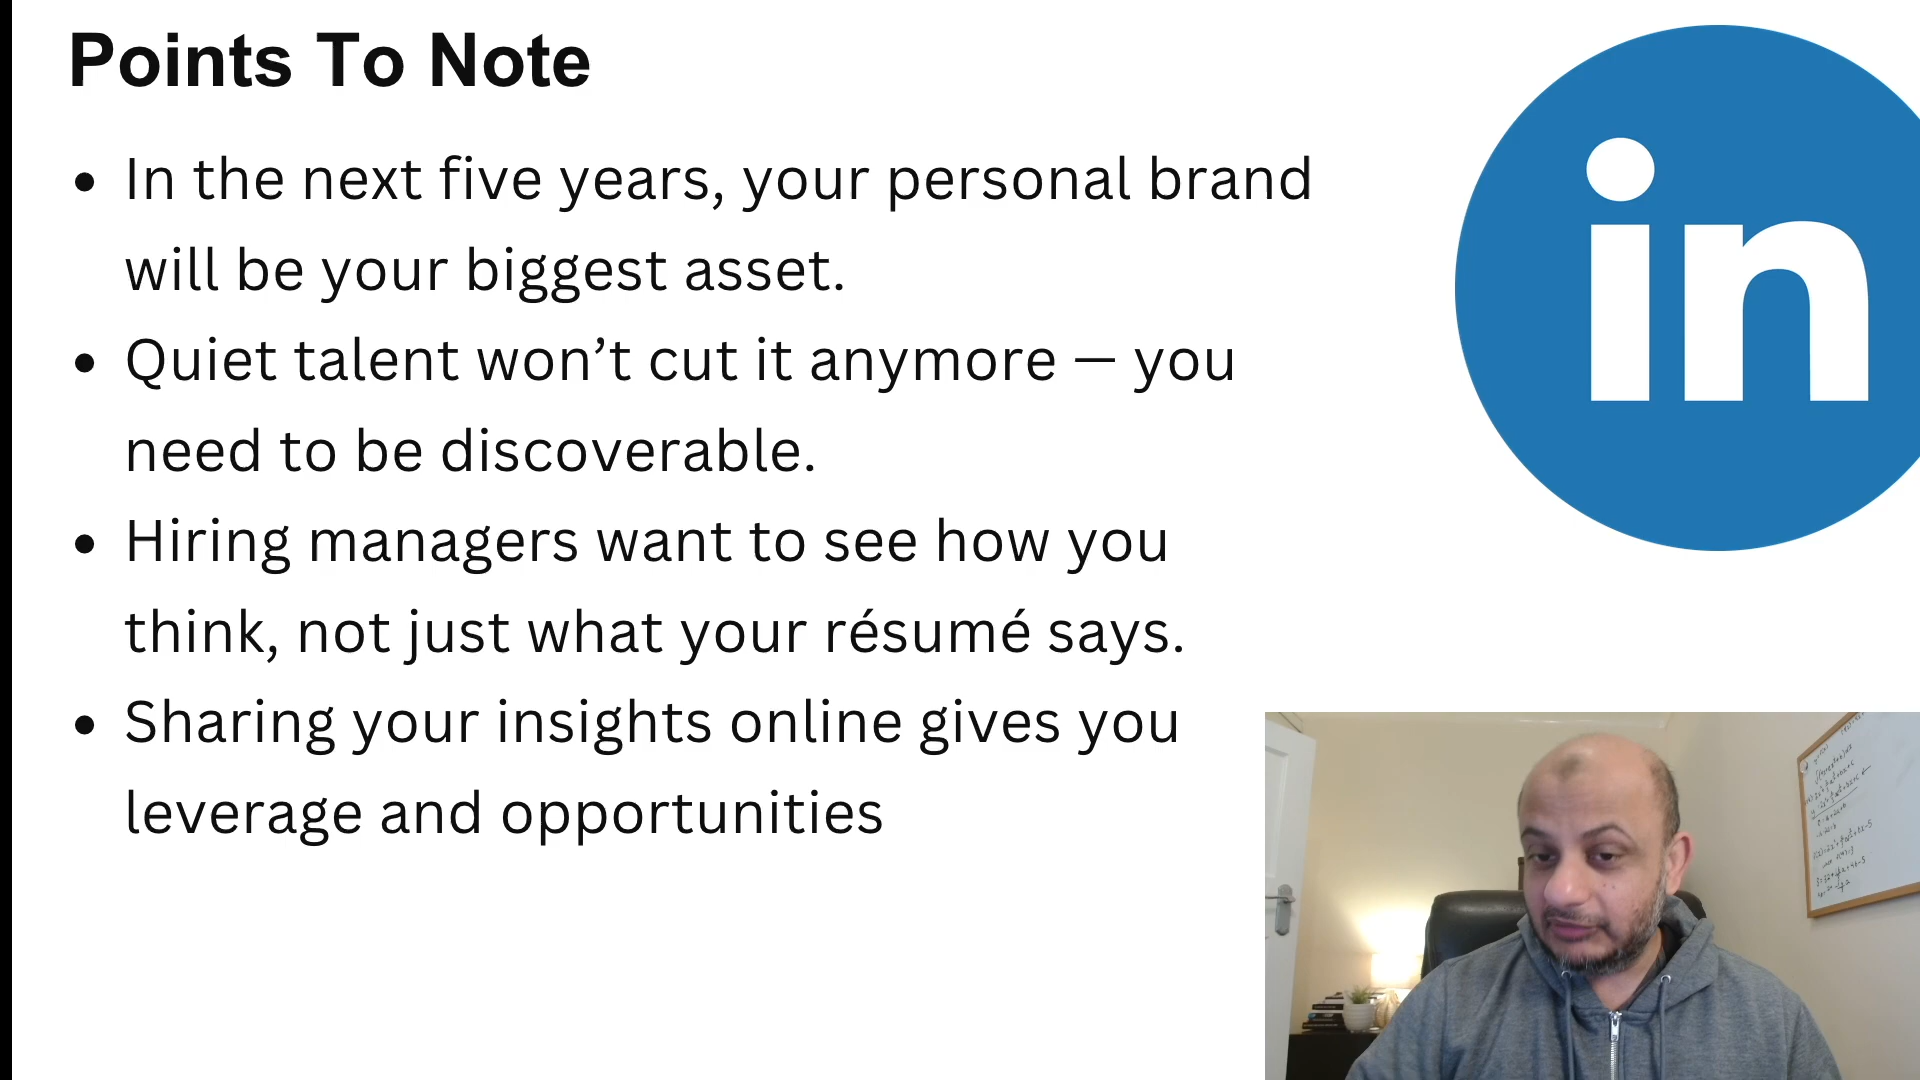 Points To Note
• In the next five years, your personal brand
will be your biggest asset.
• Quiet talent won’t cut it anymore — you
need to be discoverable.
• Hiring managers want to see how you
think, not just what your résumé says.
• Sharing your insights online gives you
leverage and opportunities
in